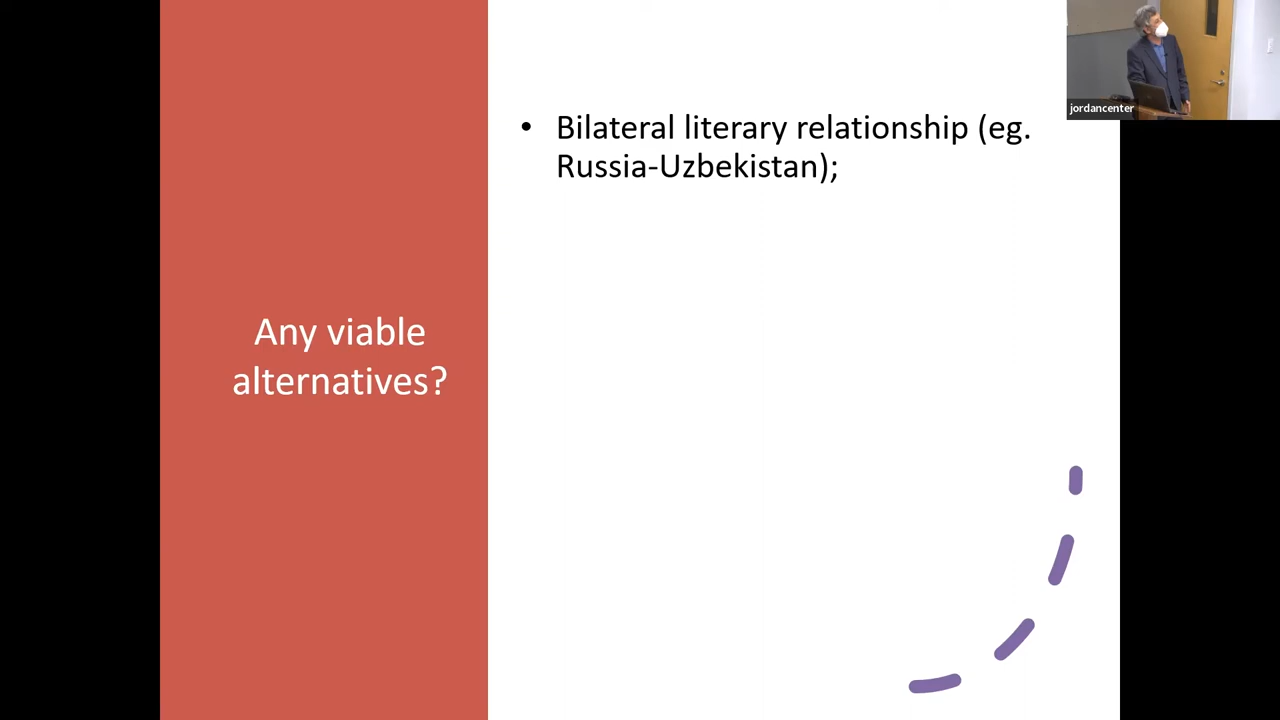 jordancenter
• Bilateral literary relationship (eg.
Russia-Uzbekistan);
Any viable
alternatives?